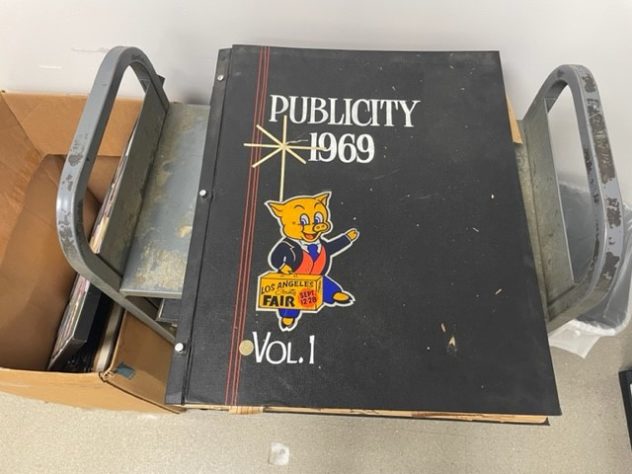 PUBLICITY
1969
LOS ANGELES
County
FAIR
SEPT
12-28
VOL. 1